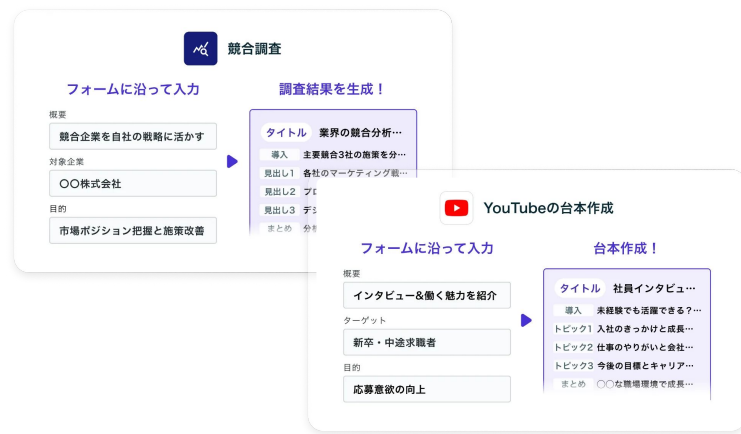 競合調査
フォームに沿って入力
調査結果を生成！
概要
競合企業を自社の戦略に活かす
対象企業
〇〇株式会社
目的
市場ポジション把握と施策改善
タイトル 業界の競合分析…
導入 主要競合3社の施策を分…
見出し1 各社のマーケティング戦…
見出し2 プロ
見出し3 デジ
まとめ 分析
YouTubeの台本作成
フォームに沿って入力
台本作成！
概要
インタビュー&働く魅力を紹介
ターゲット
新卒・中途求職者
目的
応募意欲の向上
タイトル 社員インタビュ…
導入 未経験でも活躍できる？…
トピック1 入社のきっかけと成長…
トピック2 仕事のやりがいと会社…
トピック3 今後の目標とキャリア…
まとめ 〇〇な職場環境で成長…